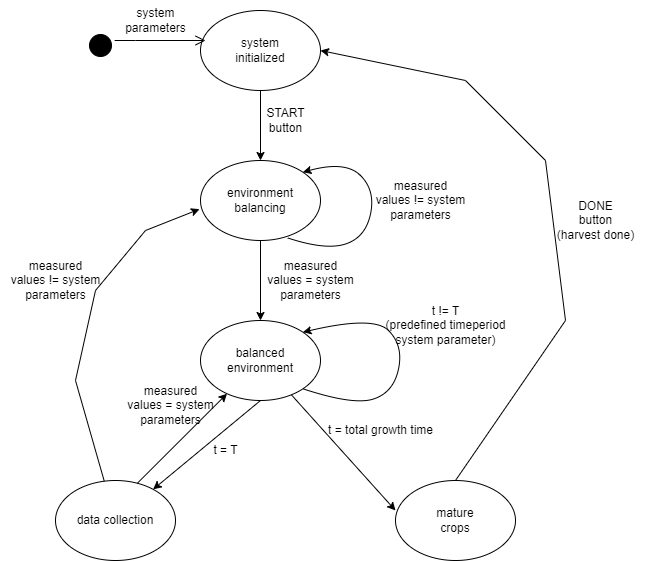 system
parameters
system
initialized
START
button
environment
balancing
measured
values != system
parameters
DONE
button
(harvest done)
measured
values != system
parameters
measured
values = system
parameters
t != T
(predefined timeperiod
system parameter)
balanced
environment
measured
values = system
parameters
t = total growth time
t = T
data collection
mature
crops